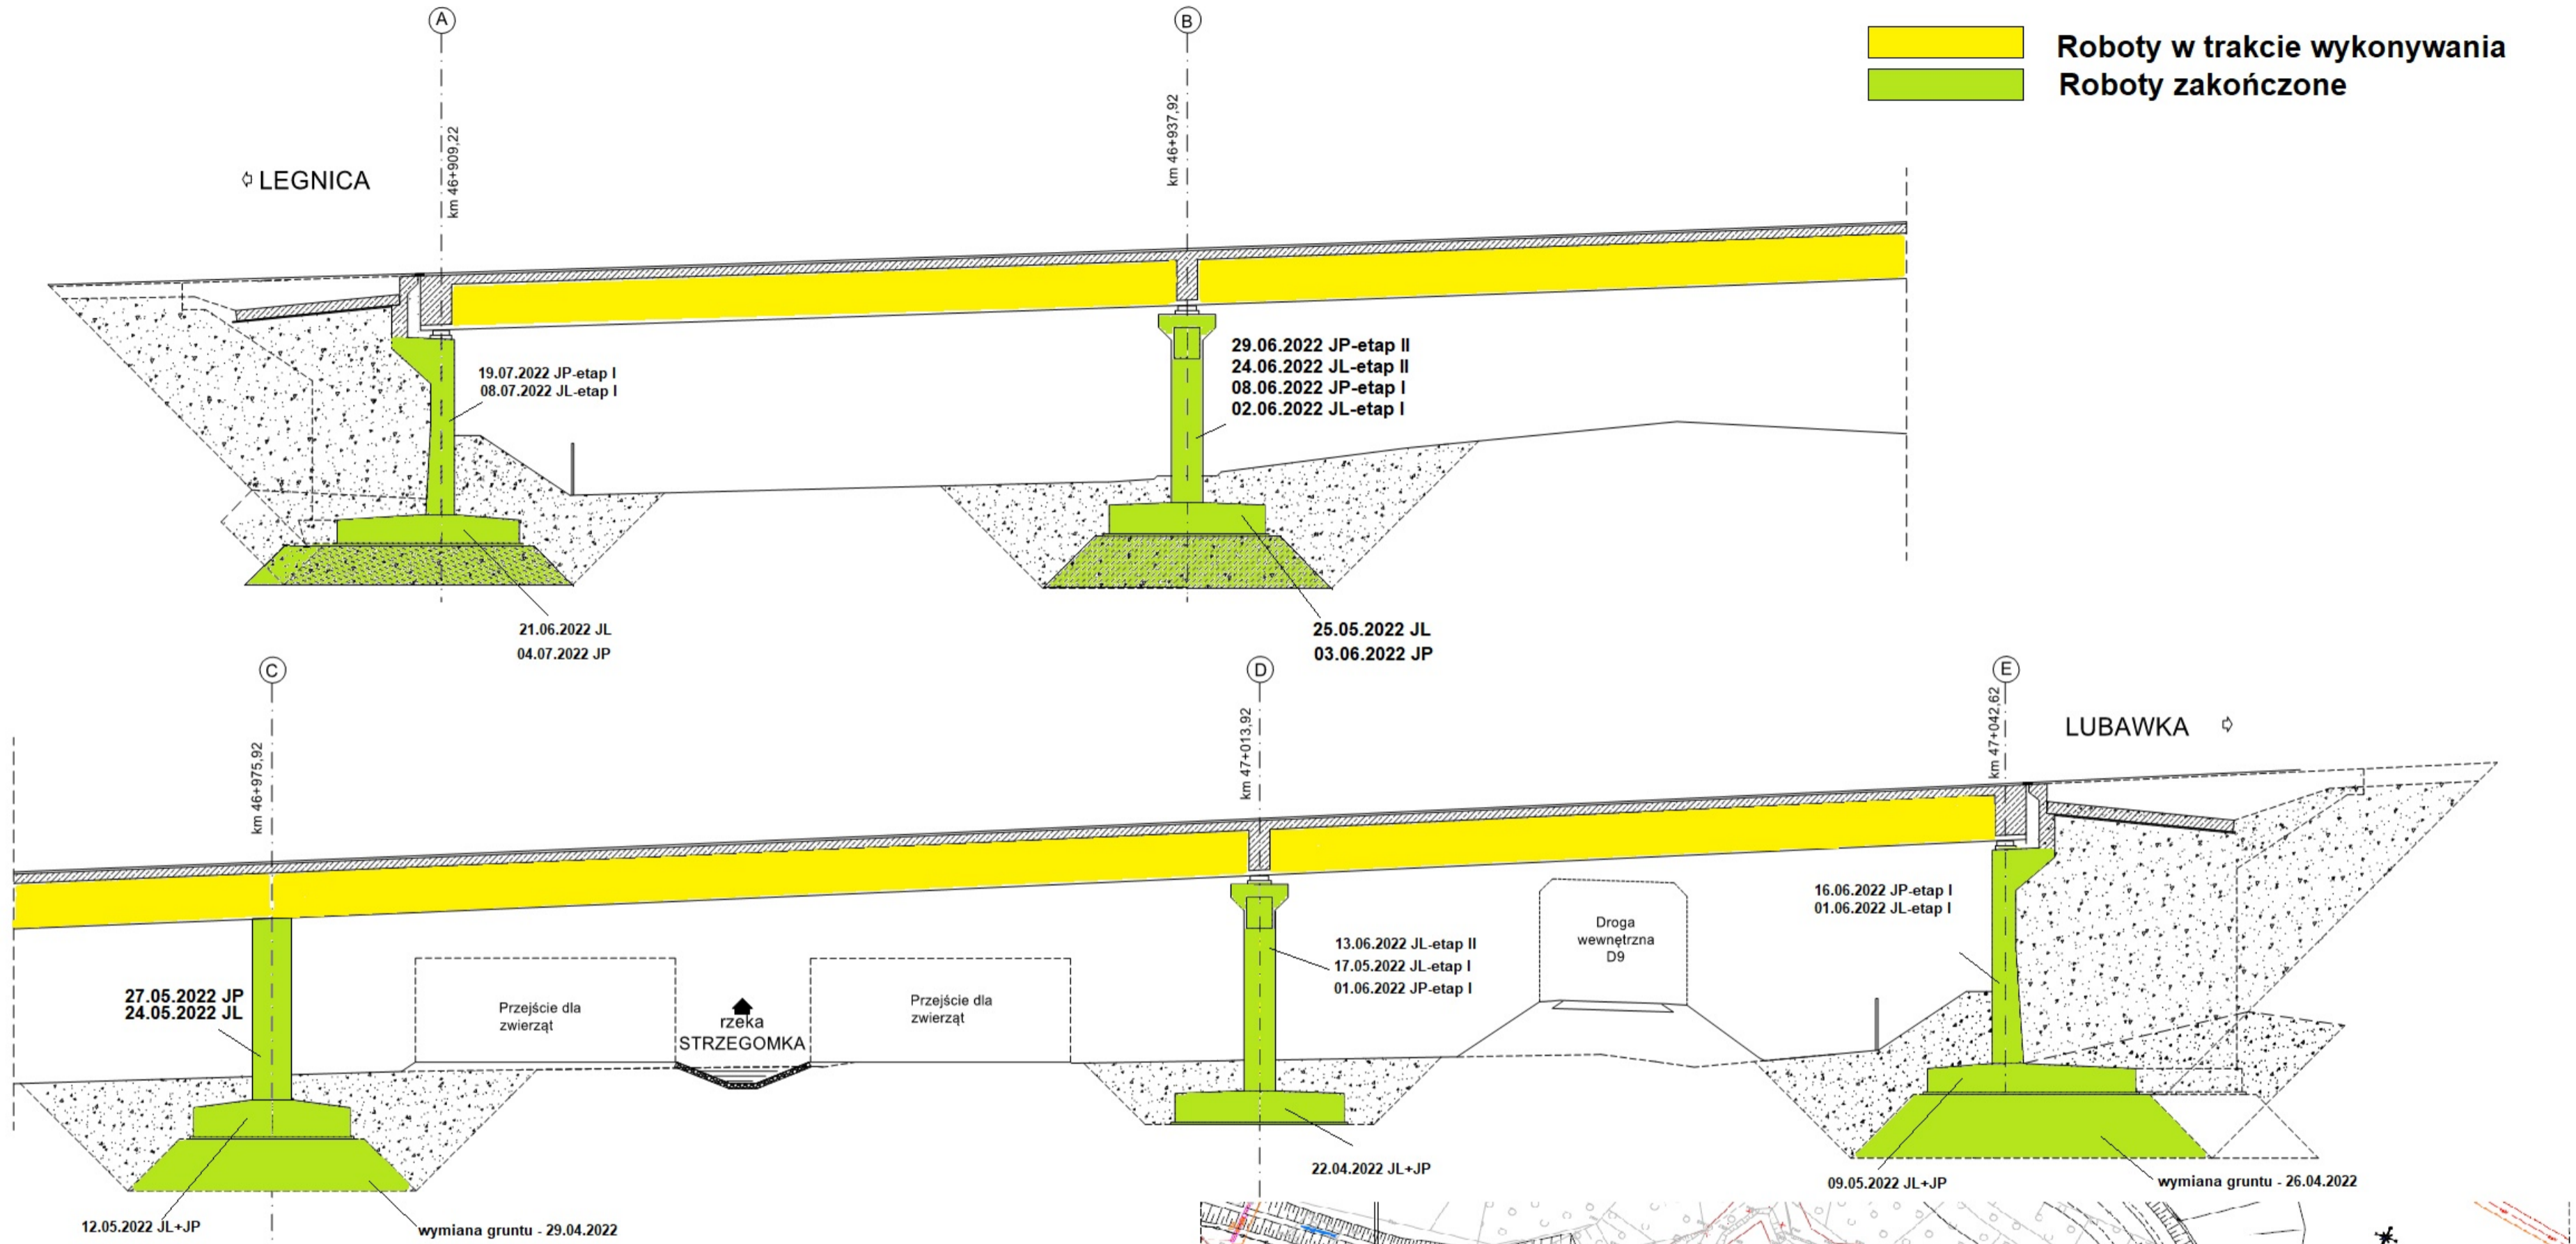 A
B
Roboty w trakcie wykonywania
Roboty zakończone
km 46+909,22
km 46+937,92
LEGNICA
29.06.2022 JP-etap II
24.06.2022 JL-etap II
08.06.2022 JP-etap I
02.06.2022 JL-etap I
19.07.2022 JP-etap I
08.07.2022 JL-etap I
21.06.2022 JL
04.07.2022 JP
25.05.2022 JL
03.06.2022 JP
C
D
E
km 46+975,92
km 47+013,92
km 47+042,62
LUBAWKA
16.06.2022 JP-etap I
01.06.2022 JL-etap I
Droga
wewnętrzna
D9
13.06.2022 JL-etap II
17.05.2022 JL-etap I
01.06.2022 JP-etap I
27.05.2022 JP
24.05.2022 JL
Przejście dla
zwierząt
rzeka
STRZEGOMKA
Przejście dla
zwierząt
22.04.2022 JL+JP
09.05.2022 JL+JP
wymiana gruntu - 26.04.2022
12.05.2022 JL+JP
wymiana gruntu - 29.04.2022